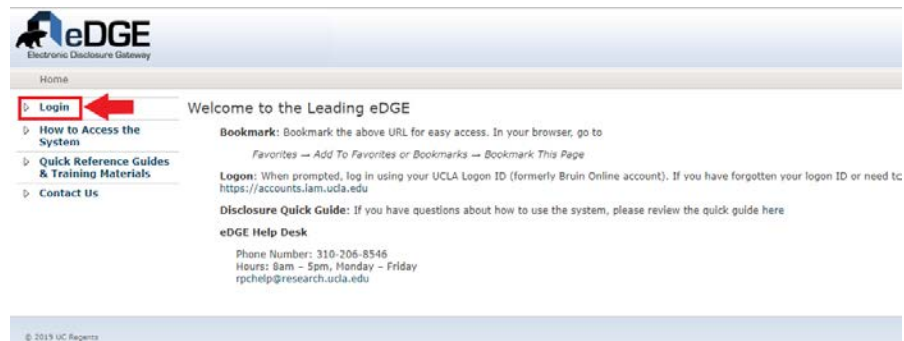 eDGE
Electronic Disclosure Gateway
Home
Login
How to Access the
System
Quick Reference Guides
& Training Materials
Contact Us
Welcome to the Leading eDGE
Bookmark: Bookmark the above URL for easy access. In your browser, go to
Favorites → Add To Favorites or Bookmarks → Bookmark This Page
Logon: When prompted, log in using your UCLA Logon ID (formerly Bruin Online account). If you have forgotten your logon ID or need to
https://accounts.iam.ucla.edu
Disclosure Quick Guide: If you have questions about how to use the system, please review the quick guide here
eDGE Help Desk
Phone Number: 310-206-8546
Hours: 8am – 5pm, Monday – Friday
rpchelp@research.ucla.edu
© 2015 UC Regents